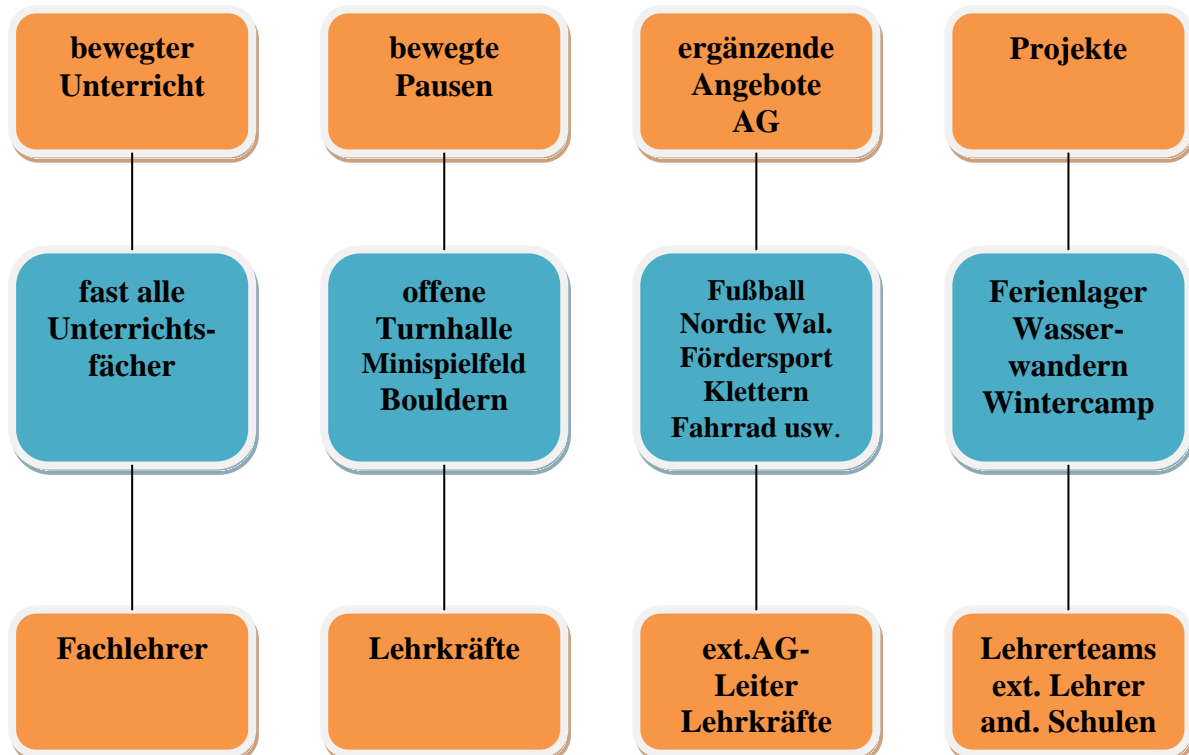 bewegter
Unterricht
bewegte
Pausen
ergänzende
Angebote
AG
Projekte
fast alle
Unterrichts-
fächer
offene
Turnhalle
Minispielfeld
Bouldern
Fußball
Nordic Wal.
Fördersport
Klettern
Fahrrad usw.
Ferienlager
Wasser-
wandern
Wintercamp
Fachlehrer
Lehrkräfte
ext.AG-
Leiter
Lehrkräfte
Lehrerteams
ext. Lehrer
and. Schulen